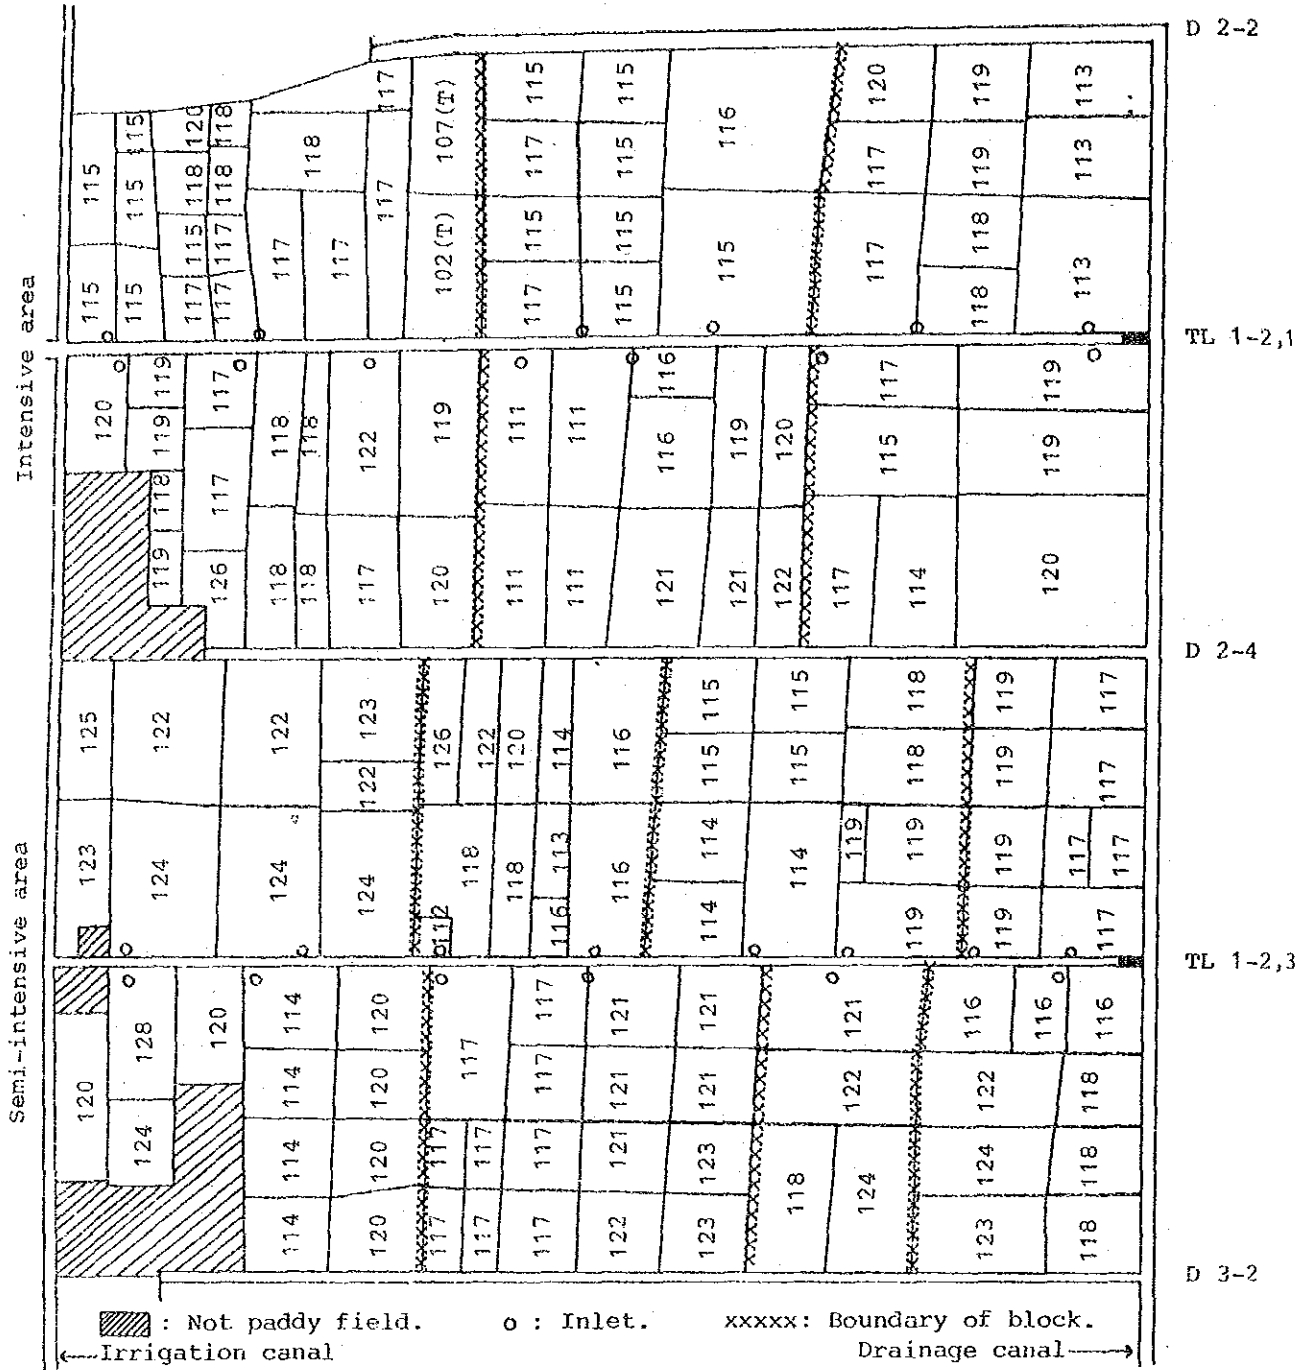 D 2-2
117 107(T) 115 115 116 120 119 113
115 115 120 118 118 117 115 119 113
115 118 118 117
115 117 117 117 102(T) 115 115 115 117 118 113
115 115 117 117 117 115 118
Intensive area
TL 1-2,1
120 119 117 118 118 122 119 111 111 116 119 120 117 119
119 116 115 119
118 117
119 126 118 118 117 120 111 111 121 121 122 117 114 120
D 2-4
125 122 122 123 126 122 120 114 116 115 115 118 119 117
122 115 115 118 119 117
123 124 124 124 118 118 113 116 114 114 119 119 119 117 117
112 116 114 119 119 117
Semi-intensive area
TL 1-2,3
120 128 120 114 120 117 117 121 121 121 116 116 116
114 120 117 121 121 122 122 118
124 114 120 117 117 117 121 123 118 124 124 118
114 120 117 117 117 122 123 123 118
D 3-2
: Not paddy field. o : Inlet. xxxxx: Boundary of block.
Irrigation canal Drainage canal